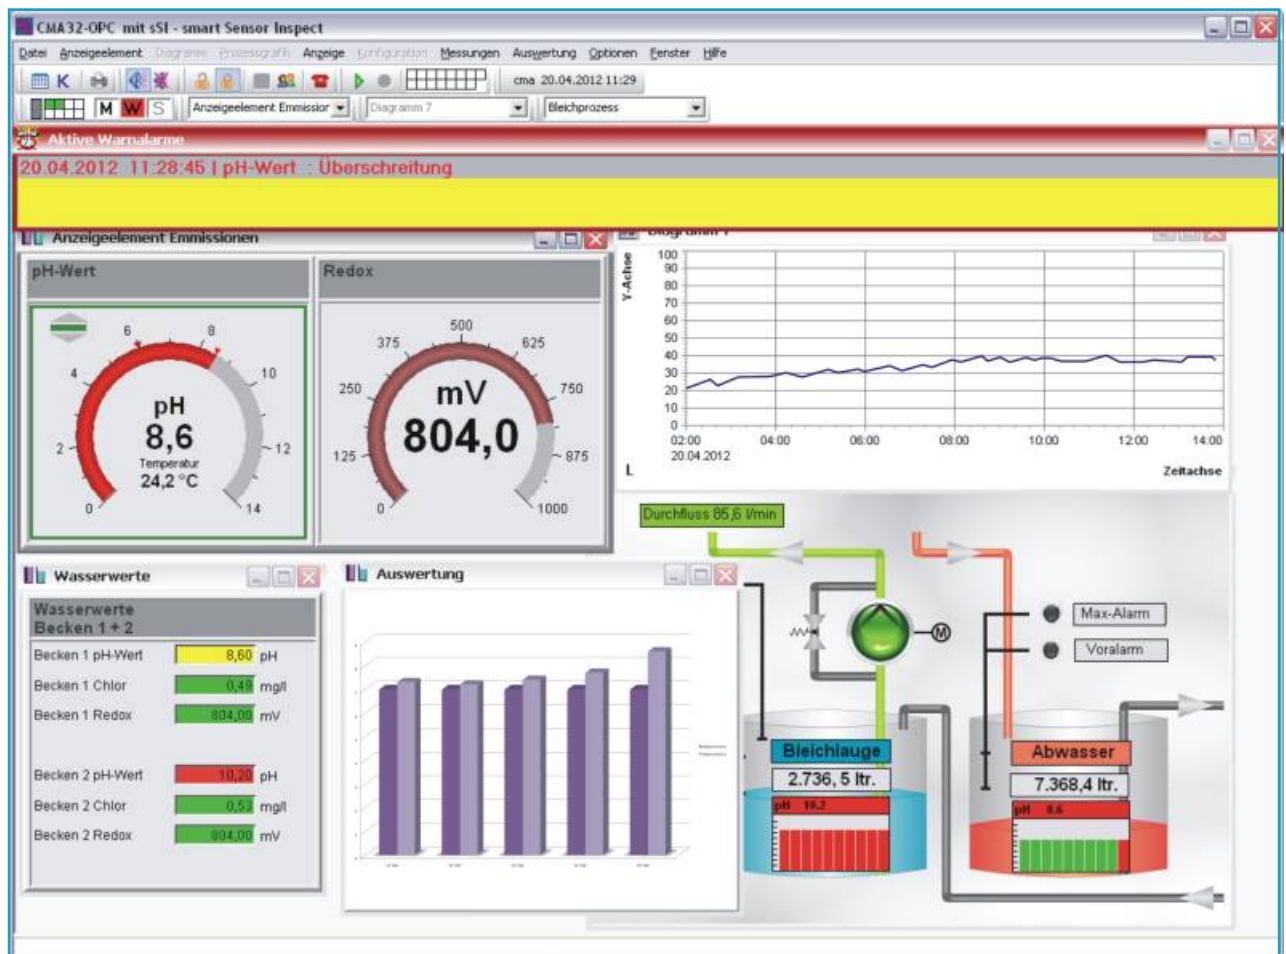 CMA32-OPC mit sSI - smart Sensor Inspect
Datei Anzeigeelement Diagramm Prozessgrafik Anzeige Konfiguration Messungen Auswertung Optionen Fenster Hilfe
K
cma 20.04.2012 11:29
M W S Anzeigeelement Emmissior Diagramm 7 Bleichprozess
Aktive Warnalarme
20.04.2012 11:28:45 | pH-Wert : Überschreitung
Anzeigeelement Emmissionen
pH-Wert
Redox
0 2 4 6 8 10 12 14
pH
8,6
Temperatur
24,2 °C
0 125 250 375 500 625 750 875 1000
mV
804,0
Y-Achse
100
90
80
70
60
50
40
30
20
10
0
02:00 04:00 06:00 08:00 10:00 12:00 14:00
20.04.2012
L
Zeitachse
Wasserwerte
Wasserwerte
Becken 1 + 2
Becken 1 pH-Wert 8,60 pH
Becken 1 Chlor 0,49 mg/l
Becken 1 Redox 804,00 mV
Becken 2 pH-Wert 10,20 pH
Becken 2 Chlor 0,53 mg/l
Becken 2 Redox 804,00 mV
Auswertung
Durchfluss 85,6 l/min
M
Max-Alarm
Voralarm
Bleichlauge
2.736, 5 ltr.
pH 10.2
Abwasser
7.368,4 ltr.
pH 8.6